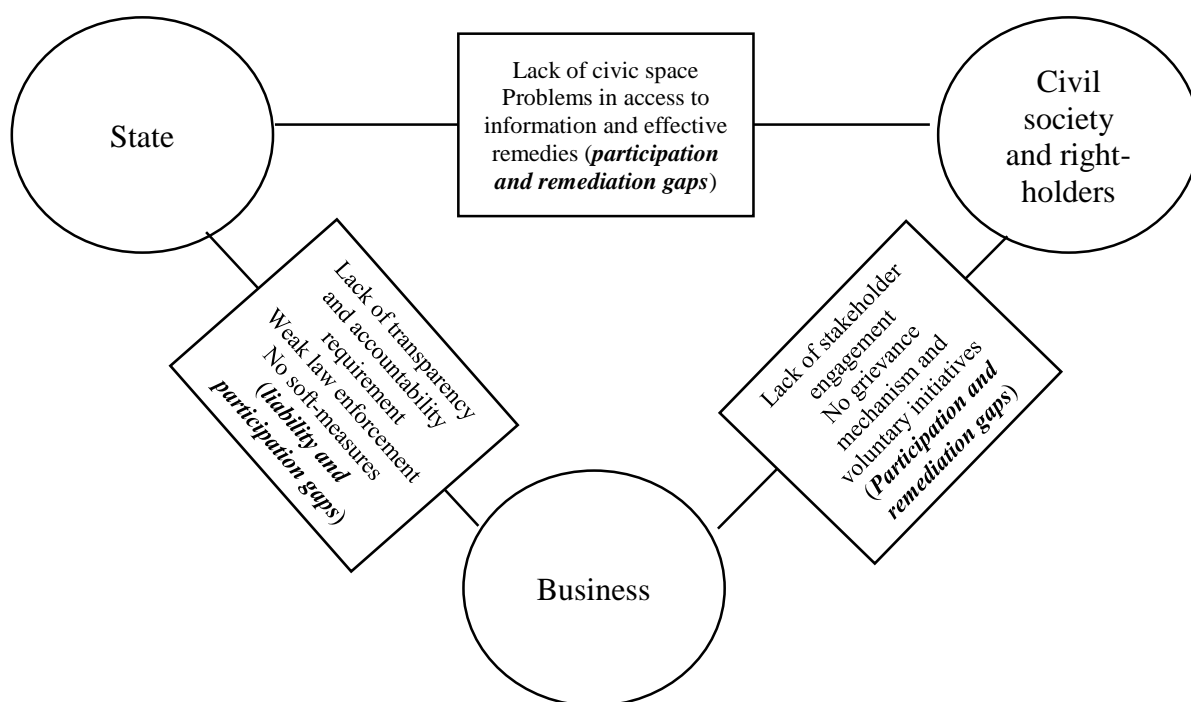 State
Lack of civic space
Problems in access to
information and effective
remedies (participation
and remediation gaps)
Civil
society
and right-
holders
Lack of transparency
and accountability
requirement
Weak law enforcement
No soft-measures
(liability and
participation gaps)
Lack of stakeholder
engagement
No grievance
mechanism and
voluntary initiatives
(Participation and
remediation gaps)
Business